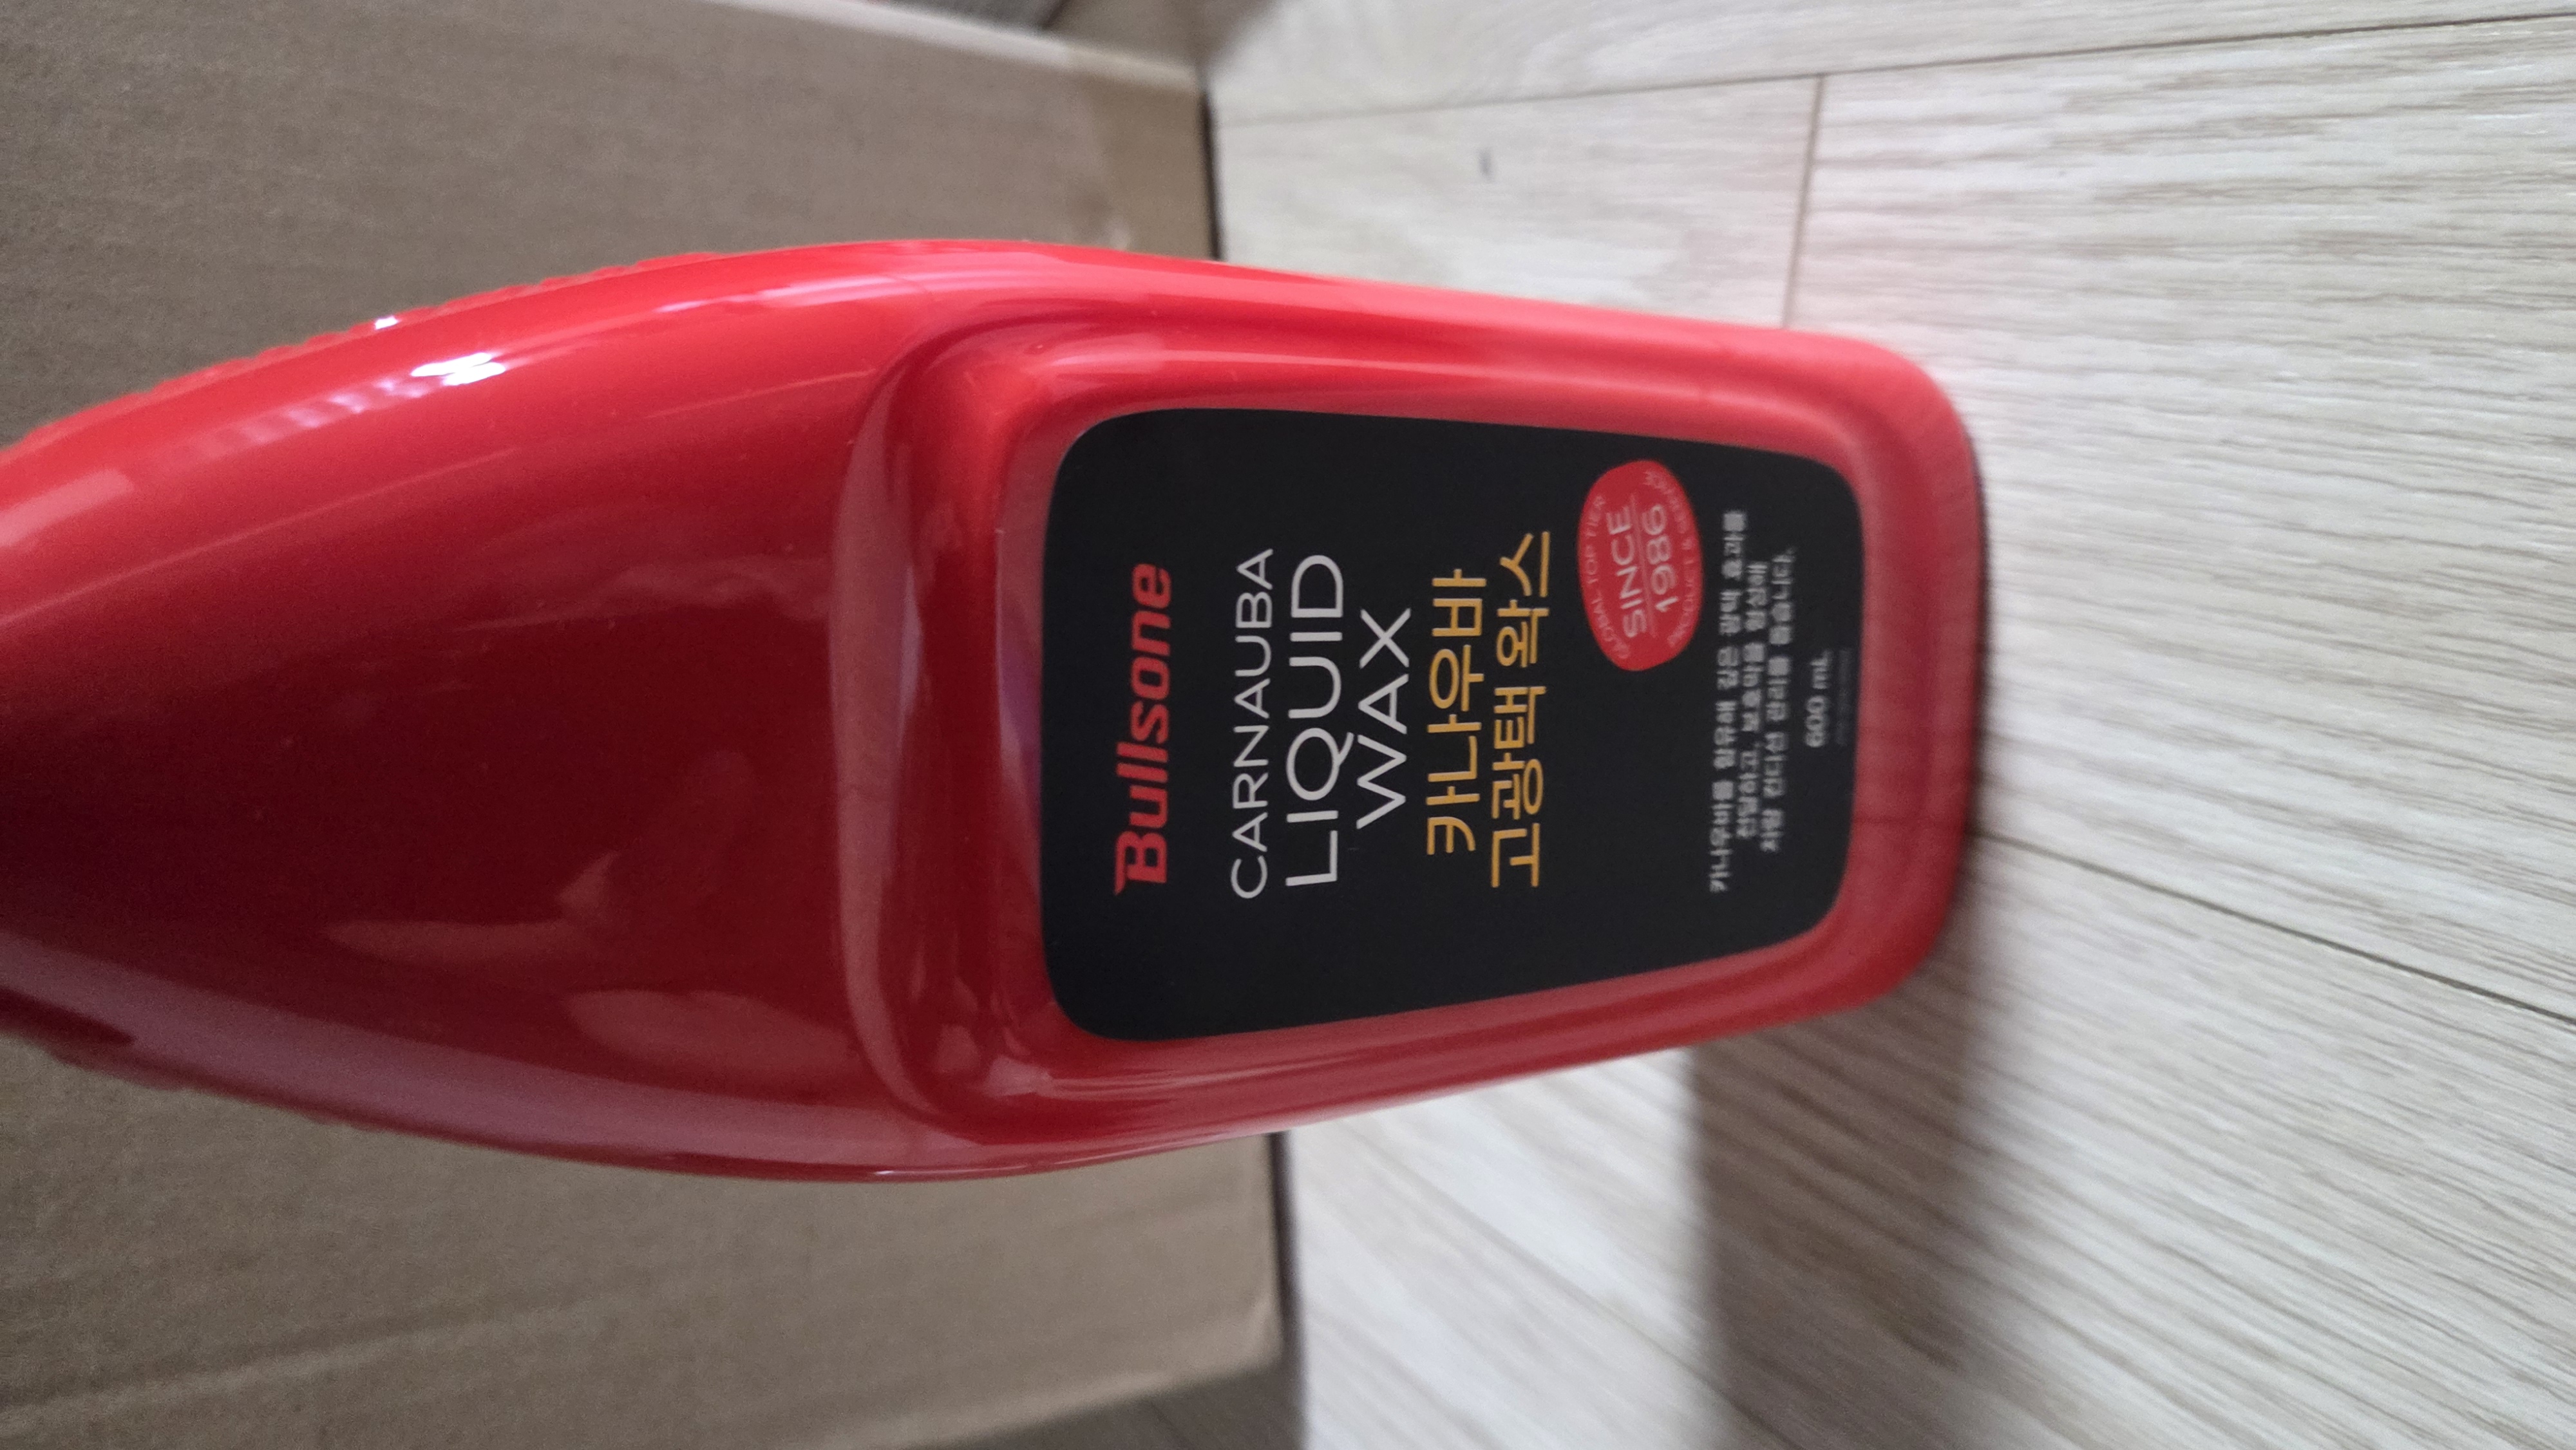 Bullsone
CARNAUBA
LIQUID
WAX
카나우바
고광택 왁스
GLOBAL TOP TIER
SINCE
1986
PRODUCT & SERVICE
카나우바를 함유해 깊은 광택 효과를
전달하고, 보호막을 형성해
차량 컨디션 관리를 돕습니다.
600 mL